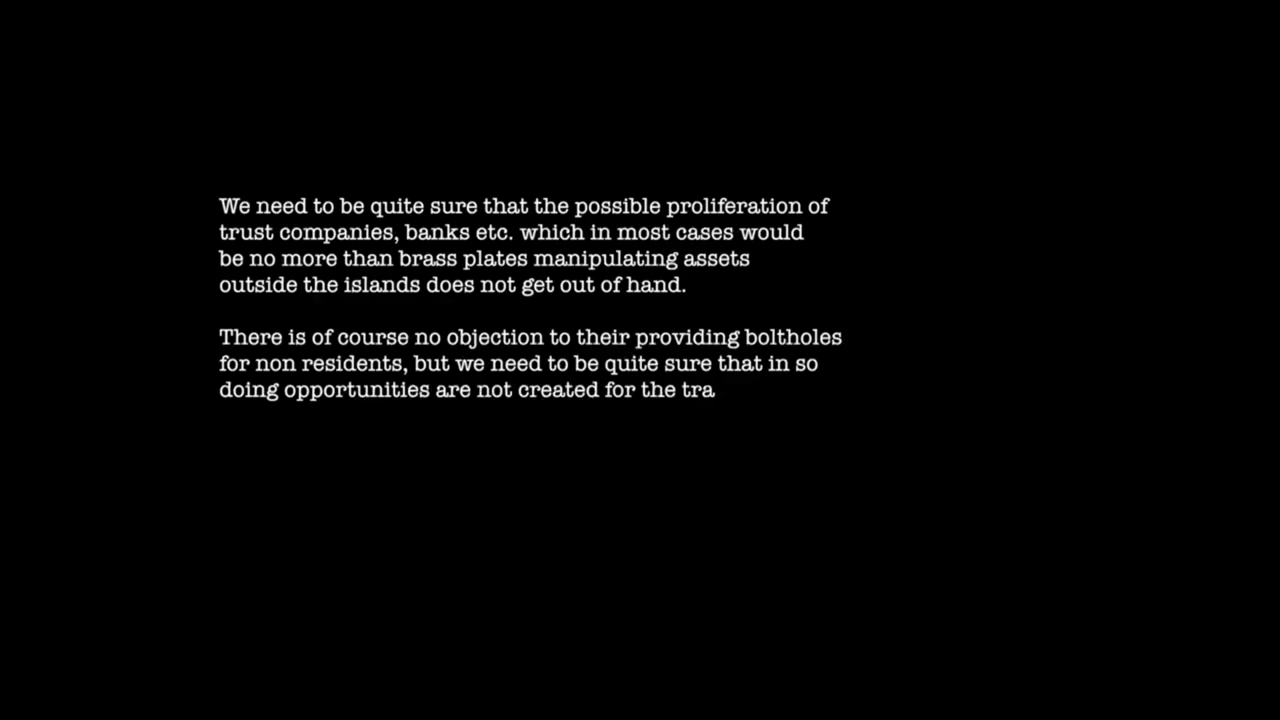 We need to be quite sure that the possible proliferation of
trust companies, banks etc. which in most cases would
be no more than brass plates manipulating assets
outside the islands does not get out of hand.
There is of course no objection to their providing boltholes
for non residents, but we need to be quite sure that in so
doing opportunities are not created for the tra